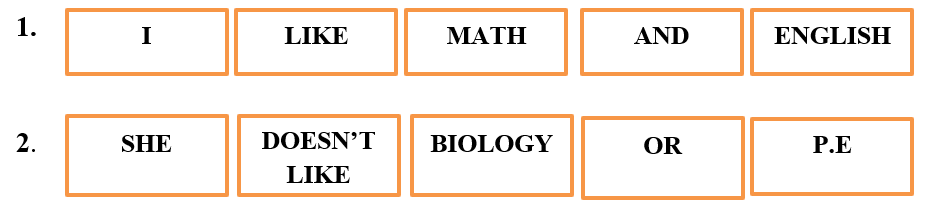 1. I LIKE MATH AND ENGLISH
2. SHE DOESN’T LIKE BIOLOGY OR P.E